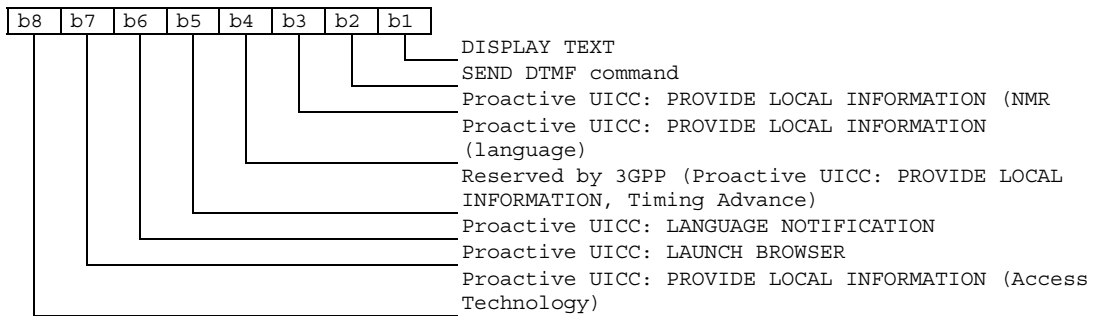 b8 b7 b6 b5 b4 b3 b2 b1
DISPLAY TEXT
SEND DTMF command
Proactive UICC: PROVIDE LOCAL INFORMATION (NMR
Proactive UICC: PROVIDE LOCAL INFORMATION
(language)
Reserved by 3GPP (Proactive UICC: PROVIDE LOCAL
INFORMATION, Timing Advance)
Proactive UICC: LANGUAGE NOTIFICATION
Proactive UICC: LAUNCH BROWSER
Proactive UICC: PROVIDE LOCAL INFORMATION (Access
Technology)